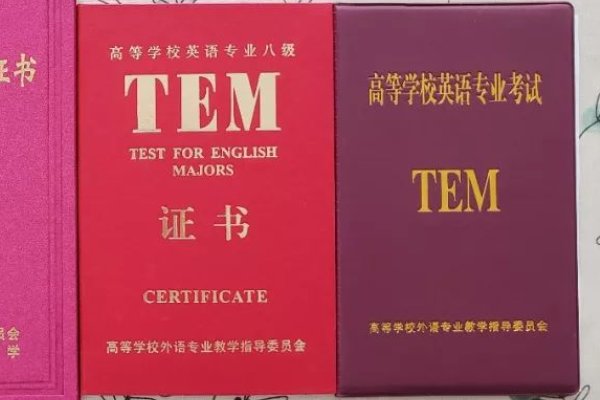 证书
员会
学
高等学校英语专业八级
TEM
TEST FOR ENGLISH
MAJORS
证书
CERTIFICATE
高等学校外语专业教学指导委员会
高等学校英语专业考试
TEM
高等学校外语专业教学指导委员会